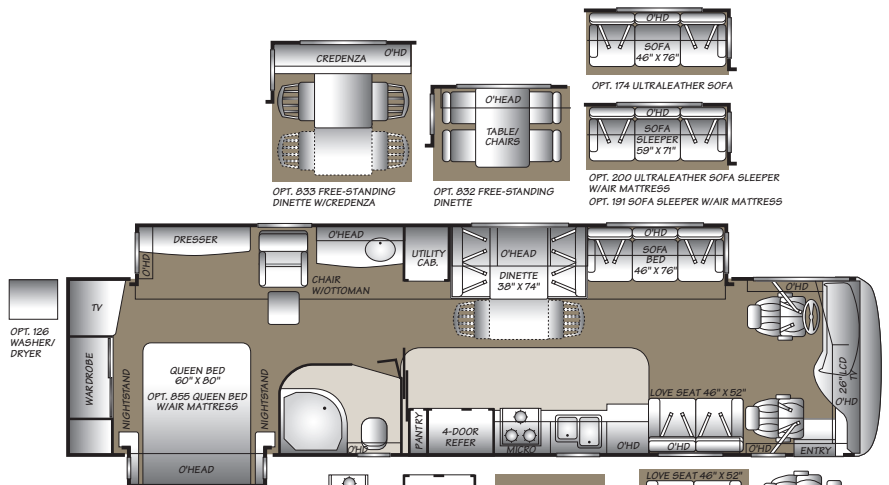 O'HD
SOFA
46" X 76"
OPT. 174 ULTRALEATHER SOFA
CREDENZA
O'HD
O'HEAD
TABLE/
CHAIRS
O'HD
SOFA
SLEEPER
59" X 71"
OPT. 833 FREE-STANDING
DINETTE W/CREDENZA
OPT. 832 FREE-STANDING
DINETTE
OPT. 200 ULTRALEATHER SOFA SLEEPER
W/AIR MATTRESS
OPT. 191 SOFA SLEEPER W/AIR MATTRESS
DRESSER
O'HD
CHAIR
W/OTTOMAN
O'HEAD
UTILITY
CAB.
O'HEAD
DINETTE
38" X 74"
O'HD
SOFA
BED
46" X 76"
O'HD
OPT. 126
WASHER/
DRYER
TV
WARDROBE
NIGHTSTAND
QUEEN BED
60" X 80"
OPT. 855 QUEEN BED
W/AIR MATTRESS
NIGHTSTAND
O'HEAD
O'HD
PANTRY
4-DOOR
REFER
MICRO
O'HD
LOVE SEAT 46" X 52"
O'HD
O'HD
ENTRY
26" LCD
TV
O'HD
LOVE SEAT 46" X 52"